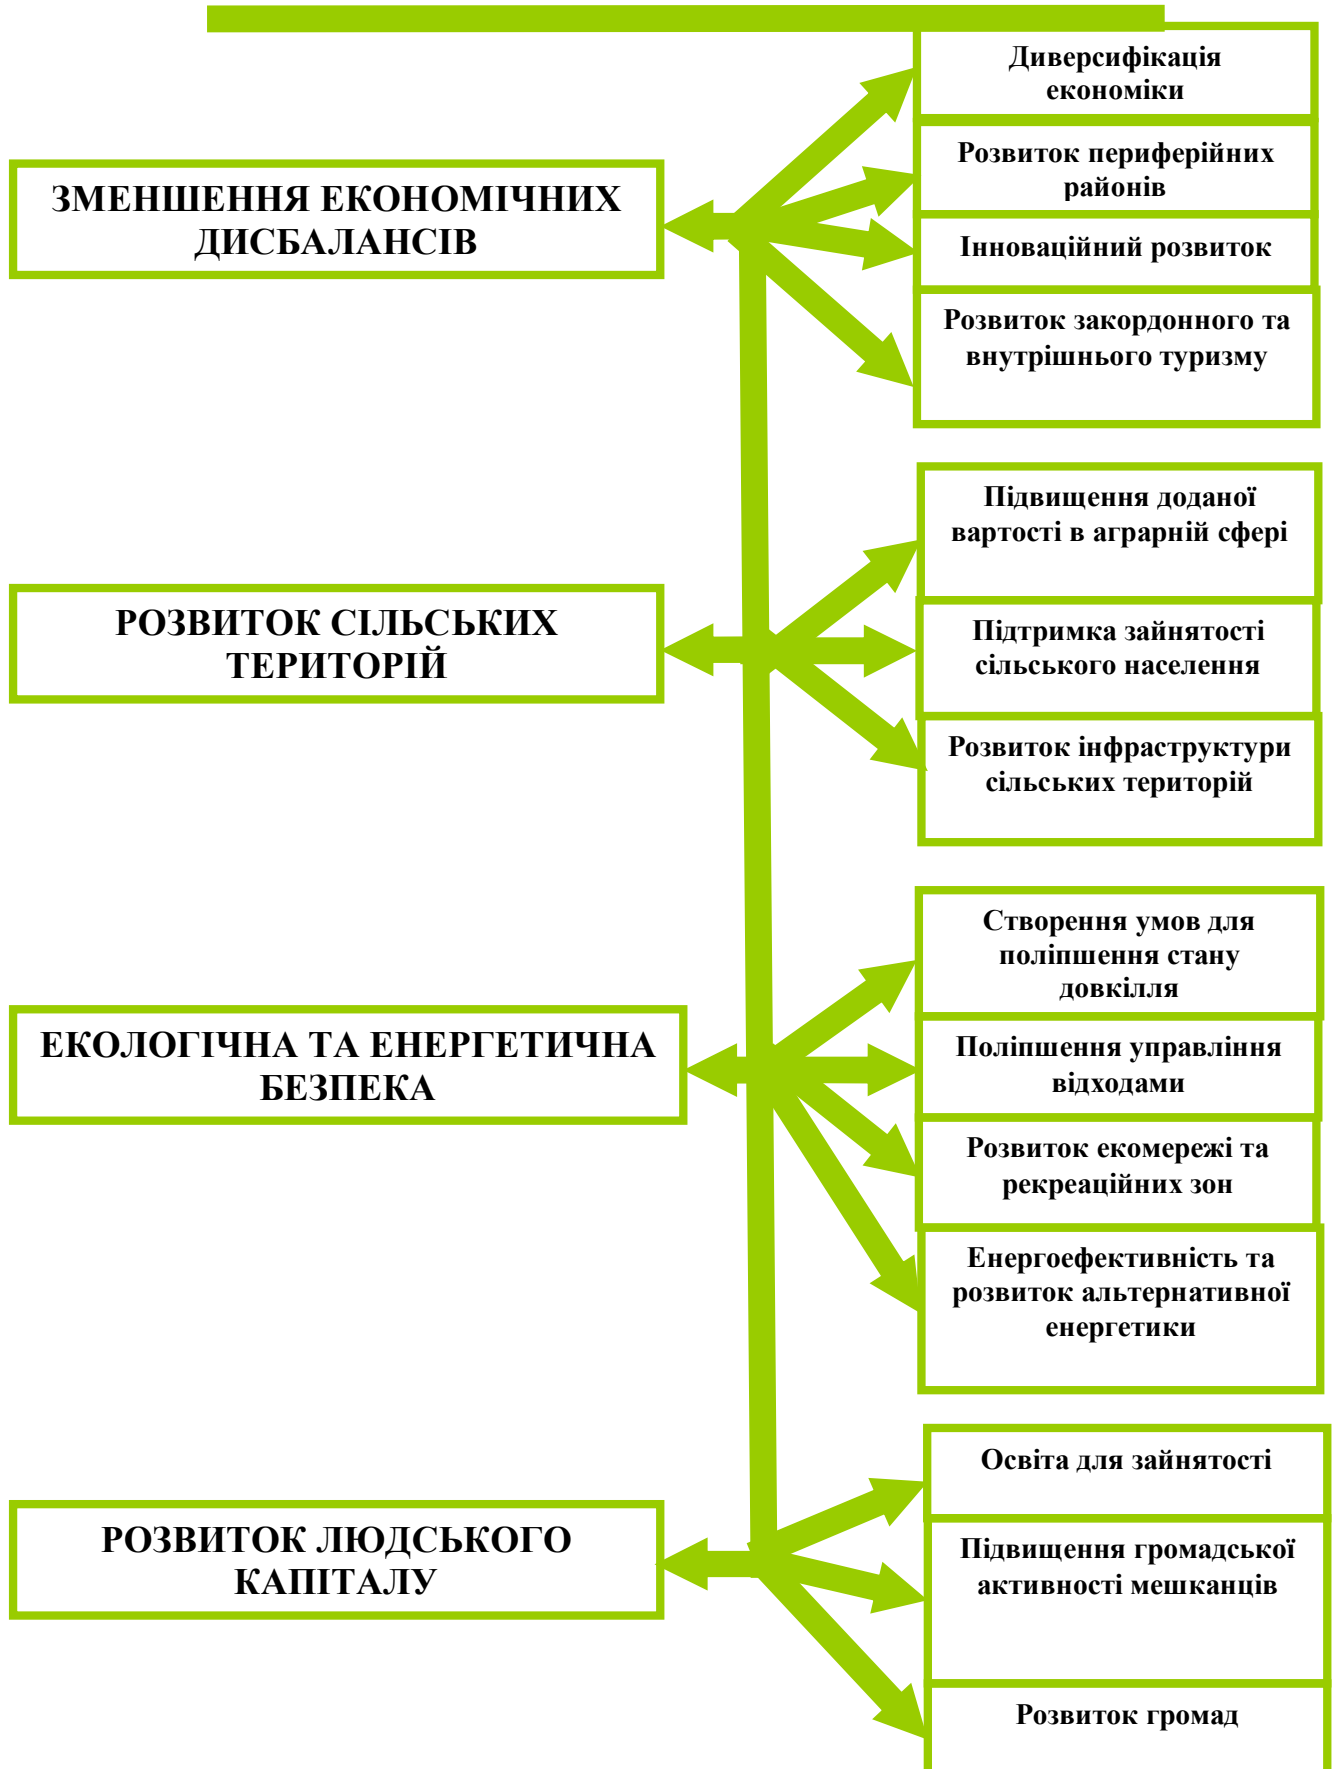 Диверсифікація
економіки
Розвиток периферійних
районів
Інноваційний розвиток
Розвиток закордонного та
внутрішнього туризму
ЗМЕНШЕННЯ ЕКОНОМІЧНИХ
ДИСБАЛАНСІВ
Підвищення доданої
вартості в аграрній сфері
Підтримка зайнятості
сільського населення
Розвиток інфраструктури
сільських територій
РОЗВИТОК СІЛЬСЬКИХ
ТЕРИТОРІЙ
Створення умов для
поліпшення стану
довкілля
Поліпшення управління
відходами
Розвиток екомережі та
рекреаційних зон
Енергоефективність та
розвиток альтернативної
енергетики
ЕКОЛОГІЧНА ТА ЕНЕРГЕТИЧНА
БЕЗПЕКА
Освіта для зайнятості
Підвищення громадської
активності мешканців
Розвиток громад
РОЗВИТОК ЛЮДСЬКОГО
КАПІТАЛУ